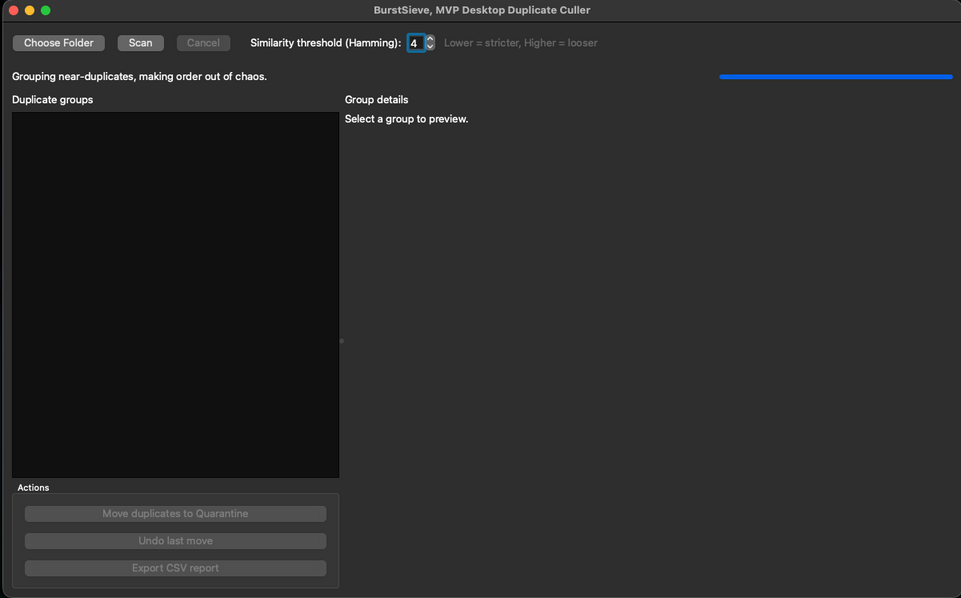 BurstSieve, MVP Desktop Duplicate Culler
Choose Folder Scan Cancel Similarity threshold (Hamming): 4 Lower = stricter, Higher = looser
Grouping near-duplicates, making order out of chaos.
Duplicate groups
Group details
Select a group to preview.
Actions
Move duplicates to Quarantine
Undo last move
Export CSV report